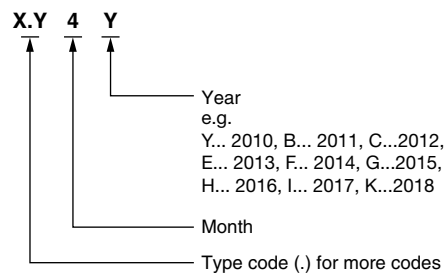 X.Y 4 Y
Year
e.g.
Y... 2010, B... 2011, C...2012,
E... 2013, F... 2014, G...2015,
H... 2016, I... 2017, K...2018
Month
Type code (.) for more codes